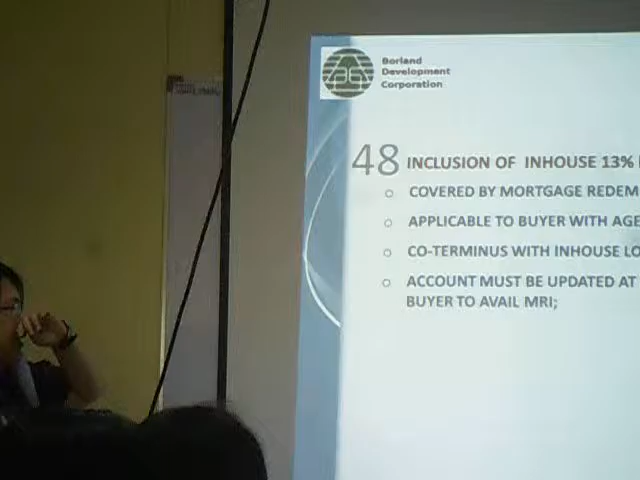 Borland
Development
Corporation
48 INCLUSION OF INHOUSE 13%
COVERED BY MORTGAGE REDEM
APPLICABLE TO BUYER WITH AGE
CO-TERMINUS WITH INHOUSE LO
ACCOUNT MUST BE UPDATED AT
BUYER TO AVAIL MRI;